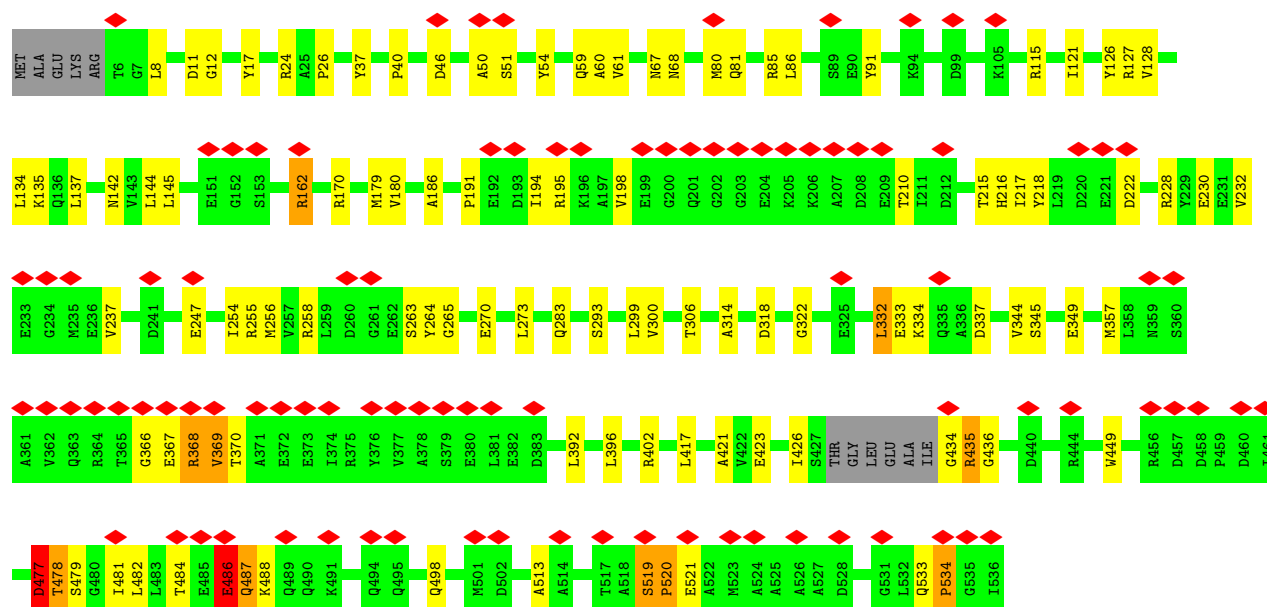 MET ALA GLU LYS ARG T6 G7 L8 D11 G12 Y17 R24 A25 P26 Y37 P40 D46 A50 S51 Y54 Q59 A60 V61 N67 N68 M80 Q81 R85 L86 S89 E90 Y91 K94 D99 K105 R115 I121 Y126 R127 V128
L134 K135 Q136 L137 N142 V143 L144 L145 E151 G152 S153 R162 R170 M179 V180 A186 P191 E192 D193 I194 R195 K196 A197 V198 E199 G200 Q201 G202 G203 E204 K205 K206 A207 D208 E209 T210 I211 D212 T215 H216 I217 Y218 L219 D220 E221 D222 R228 Y229 E230 E231 V232
E233 G234 M235 E236 V237 D241 E247 I254 R255 M256 V257 R258 L259 D260 G261 E262 S263 Y264 G265 E270 L273 Q283 S293 L299 V300 T306 A314 D318 G322 E325 L332 E333 K334 Q335 A336 D337 V344 S345 E349 M357 L358 N359 S360
A361 V362 Q363 R364 T365 G366 E367 R368 V369 T370 A371 E372 E373 I374 R375 Y376 V377 A378 S379 E380 L381 E382 D383 L392 L396 R402 L417 A421 V422 E423 I426 S427 THR GLY LEU GLU ALA ILE G434 R435 G436 D440 R444 W449 R456 D457 D458 P459 D460 I461
D477 T478 S479 G480 I481 L482 L483 T484 E485 E486 Q487 K488 Q489 Q490 K491 Q494 Q495 Q498 M501 D502 A513 A514 T517 A518 S519 P520 E521 A522 M523 A524 A525 A526 A527 D528 G531 L532 Q533 P534 G535 I536